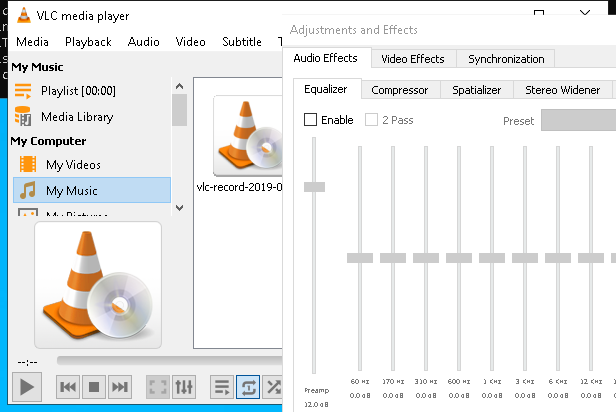 VLC media player
Media Playback Audio Video Subtitle T
My Music
Playlist [00:00]
Media Library
My Computer
My Videos
My Music
My Pictures
vlc-record-2019-0
--:--
Adjustments and Effects
Audio Effects Video Effects Synchronization
Equalizer Compressor Spatializer Stereo Widener
Enable 2 Pass Preset
60 Hz 170 Hz 310 Hz 600 Hz 1 KHz 3 KHz 6 KHz 12 KHz
Preamp 0.0 dB 0.0 dB 0.0 dB 0.0 dB 0.0 dB 0.0 dB 0.0 dB 0.0 dB
12.0 dB